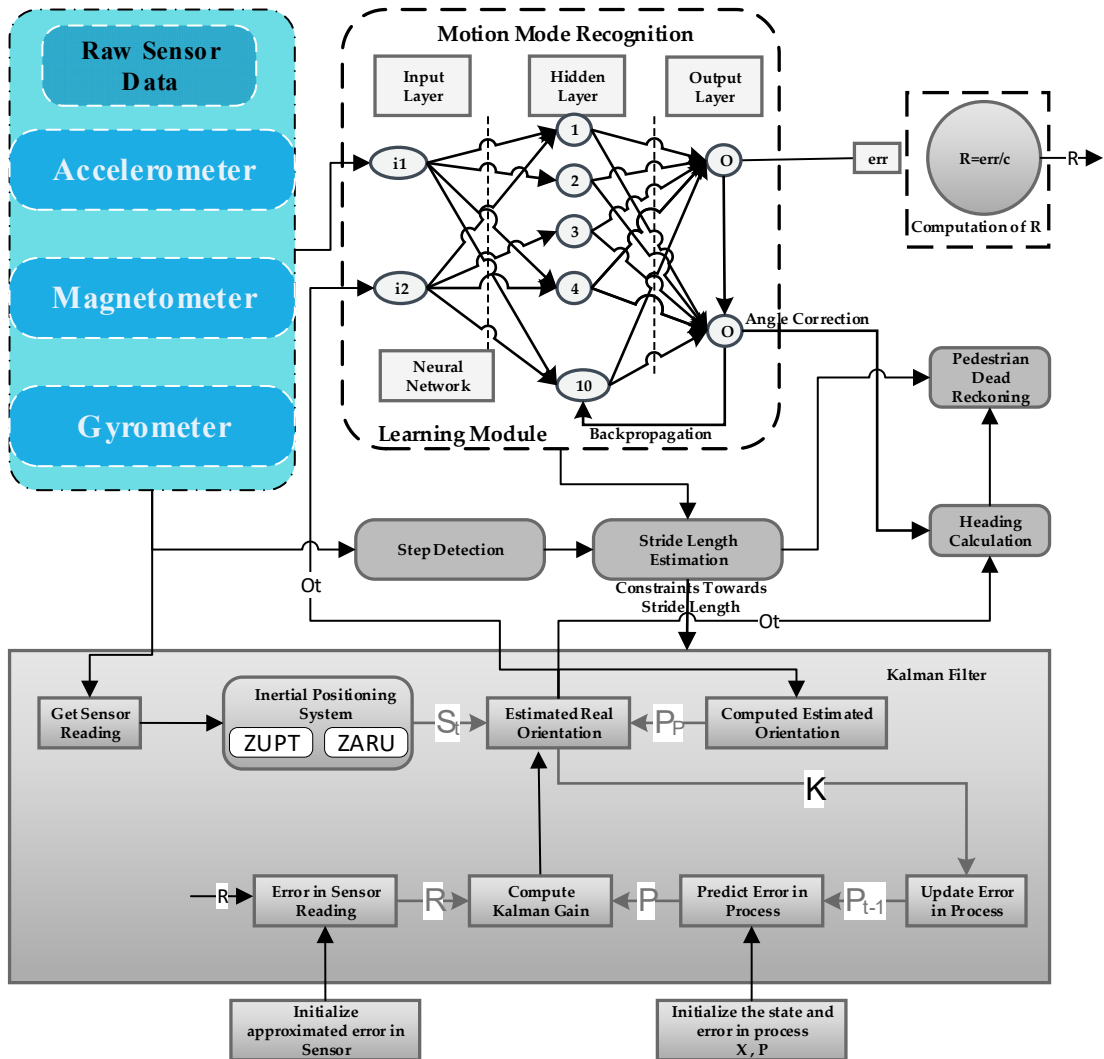 Raw Sensor
Data
Accelerometer
Magnetometer
Gyrometer
Motion Mode Recognition
Input
Layer
Hidden
Layer
Output
Layer
i1
i2
1
2
3
4
10
O
O
Neural
Network
Learning Module
Backpropagation
err
R=err/c
Computation of R
R
Angle Correction
Pedestrian
Dead
Reckoning
Heading
Calculation
Step Detection
Stride Length
Estimation
Constraints Towards
Stride Length
Ot
Ot
Kalman Filter
Get Sensor
Reading
Inertial Positioning
System
ZUPT
ZARU
St
Estimated Real
Orientation
PP
Computed Estimated
Orientation
K
R
Error in Sensor
Reading
R
Compute
Kalman Gain
P
Predict Error in
Process
Pt-1
Update Error
in Process
Initialize
approximated error in
Sensor
Initialize the state and
error in process
X , P